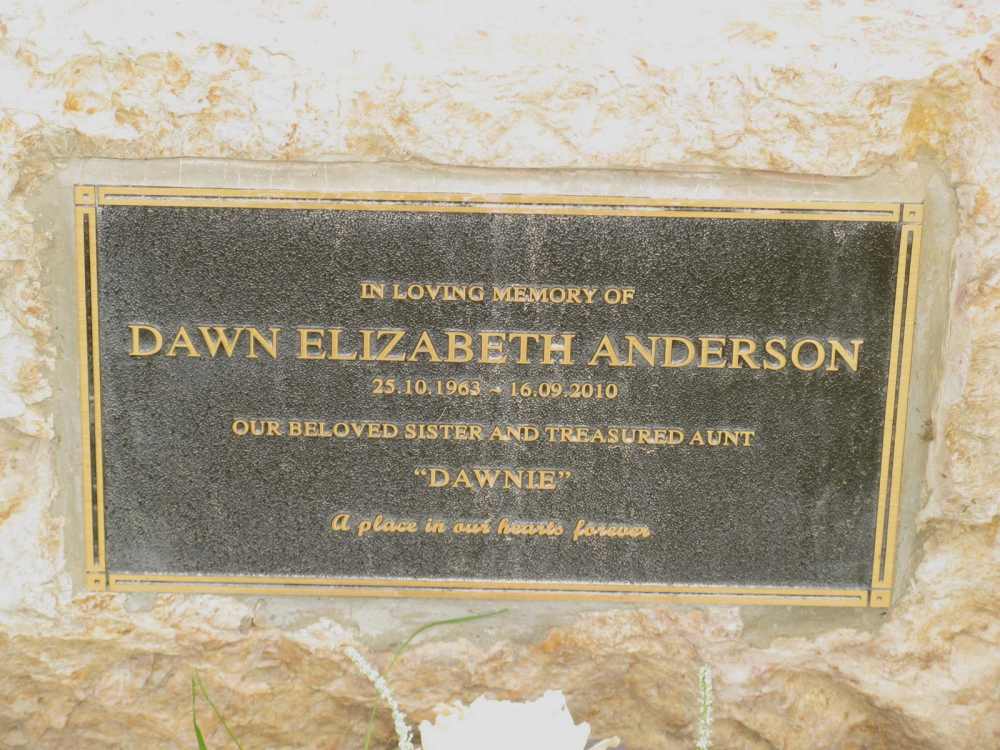 IN LOVING MEMORY OF
DAWN ELIZABETH ANDERSON
25.10.1963 ~ 16.09.2010
OUR BELOVED SISTER AND TREASURED AUNT
“DAWNIE”
A place in our hearts forever